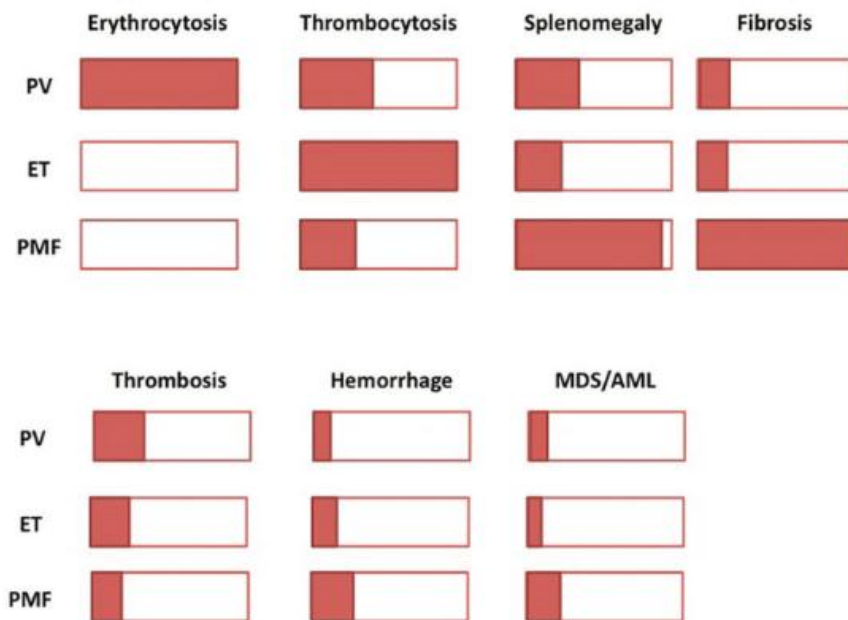 Erythrocytosis Thrombocytosis Splenomegaly Fibrosis
PV
ET
PMF
Thrombosis Hemorrhage MDS/AML
PV
ET
PMF